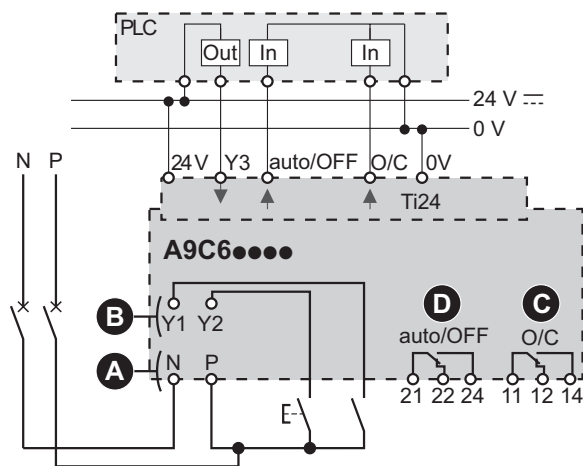 PLC
Out In In
24 V
0 V
N P
24V Y3 auto/OFF O/C 0V
Ti24
A9C6●●●●
B Y1 Y2
D C
auto/OFF O/C
A N P
21 22 24 11 12 14